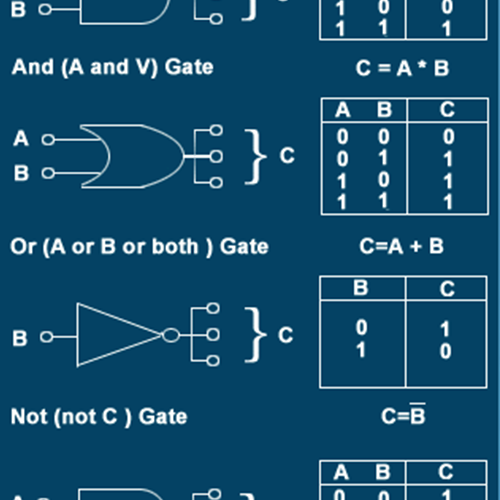 B
1 0 0
1 1 1
And (A and V) Gate C = A * B
A B C
A
B
} C
0 0 0
0 1 1
1 0 1
1 1 1
Or (A or B or both ) Gate C=A + B
B C
B } C
0 1
1 0
Not (not C ) Gate C=B̅
A B C
0 0 1